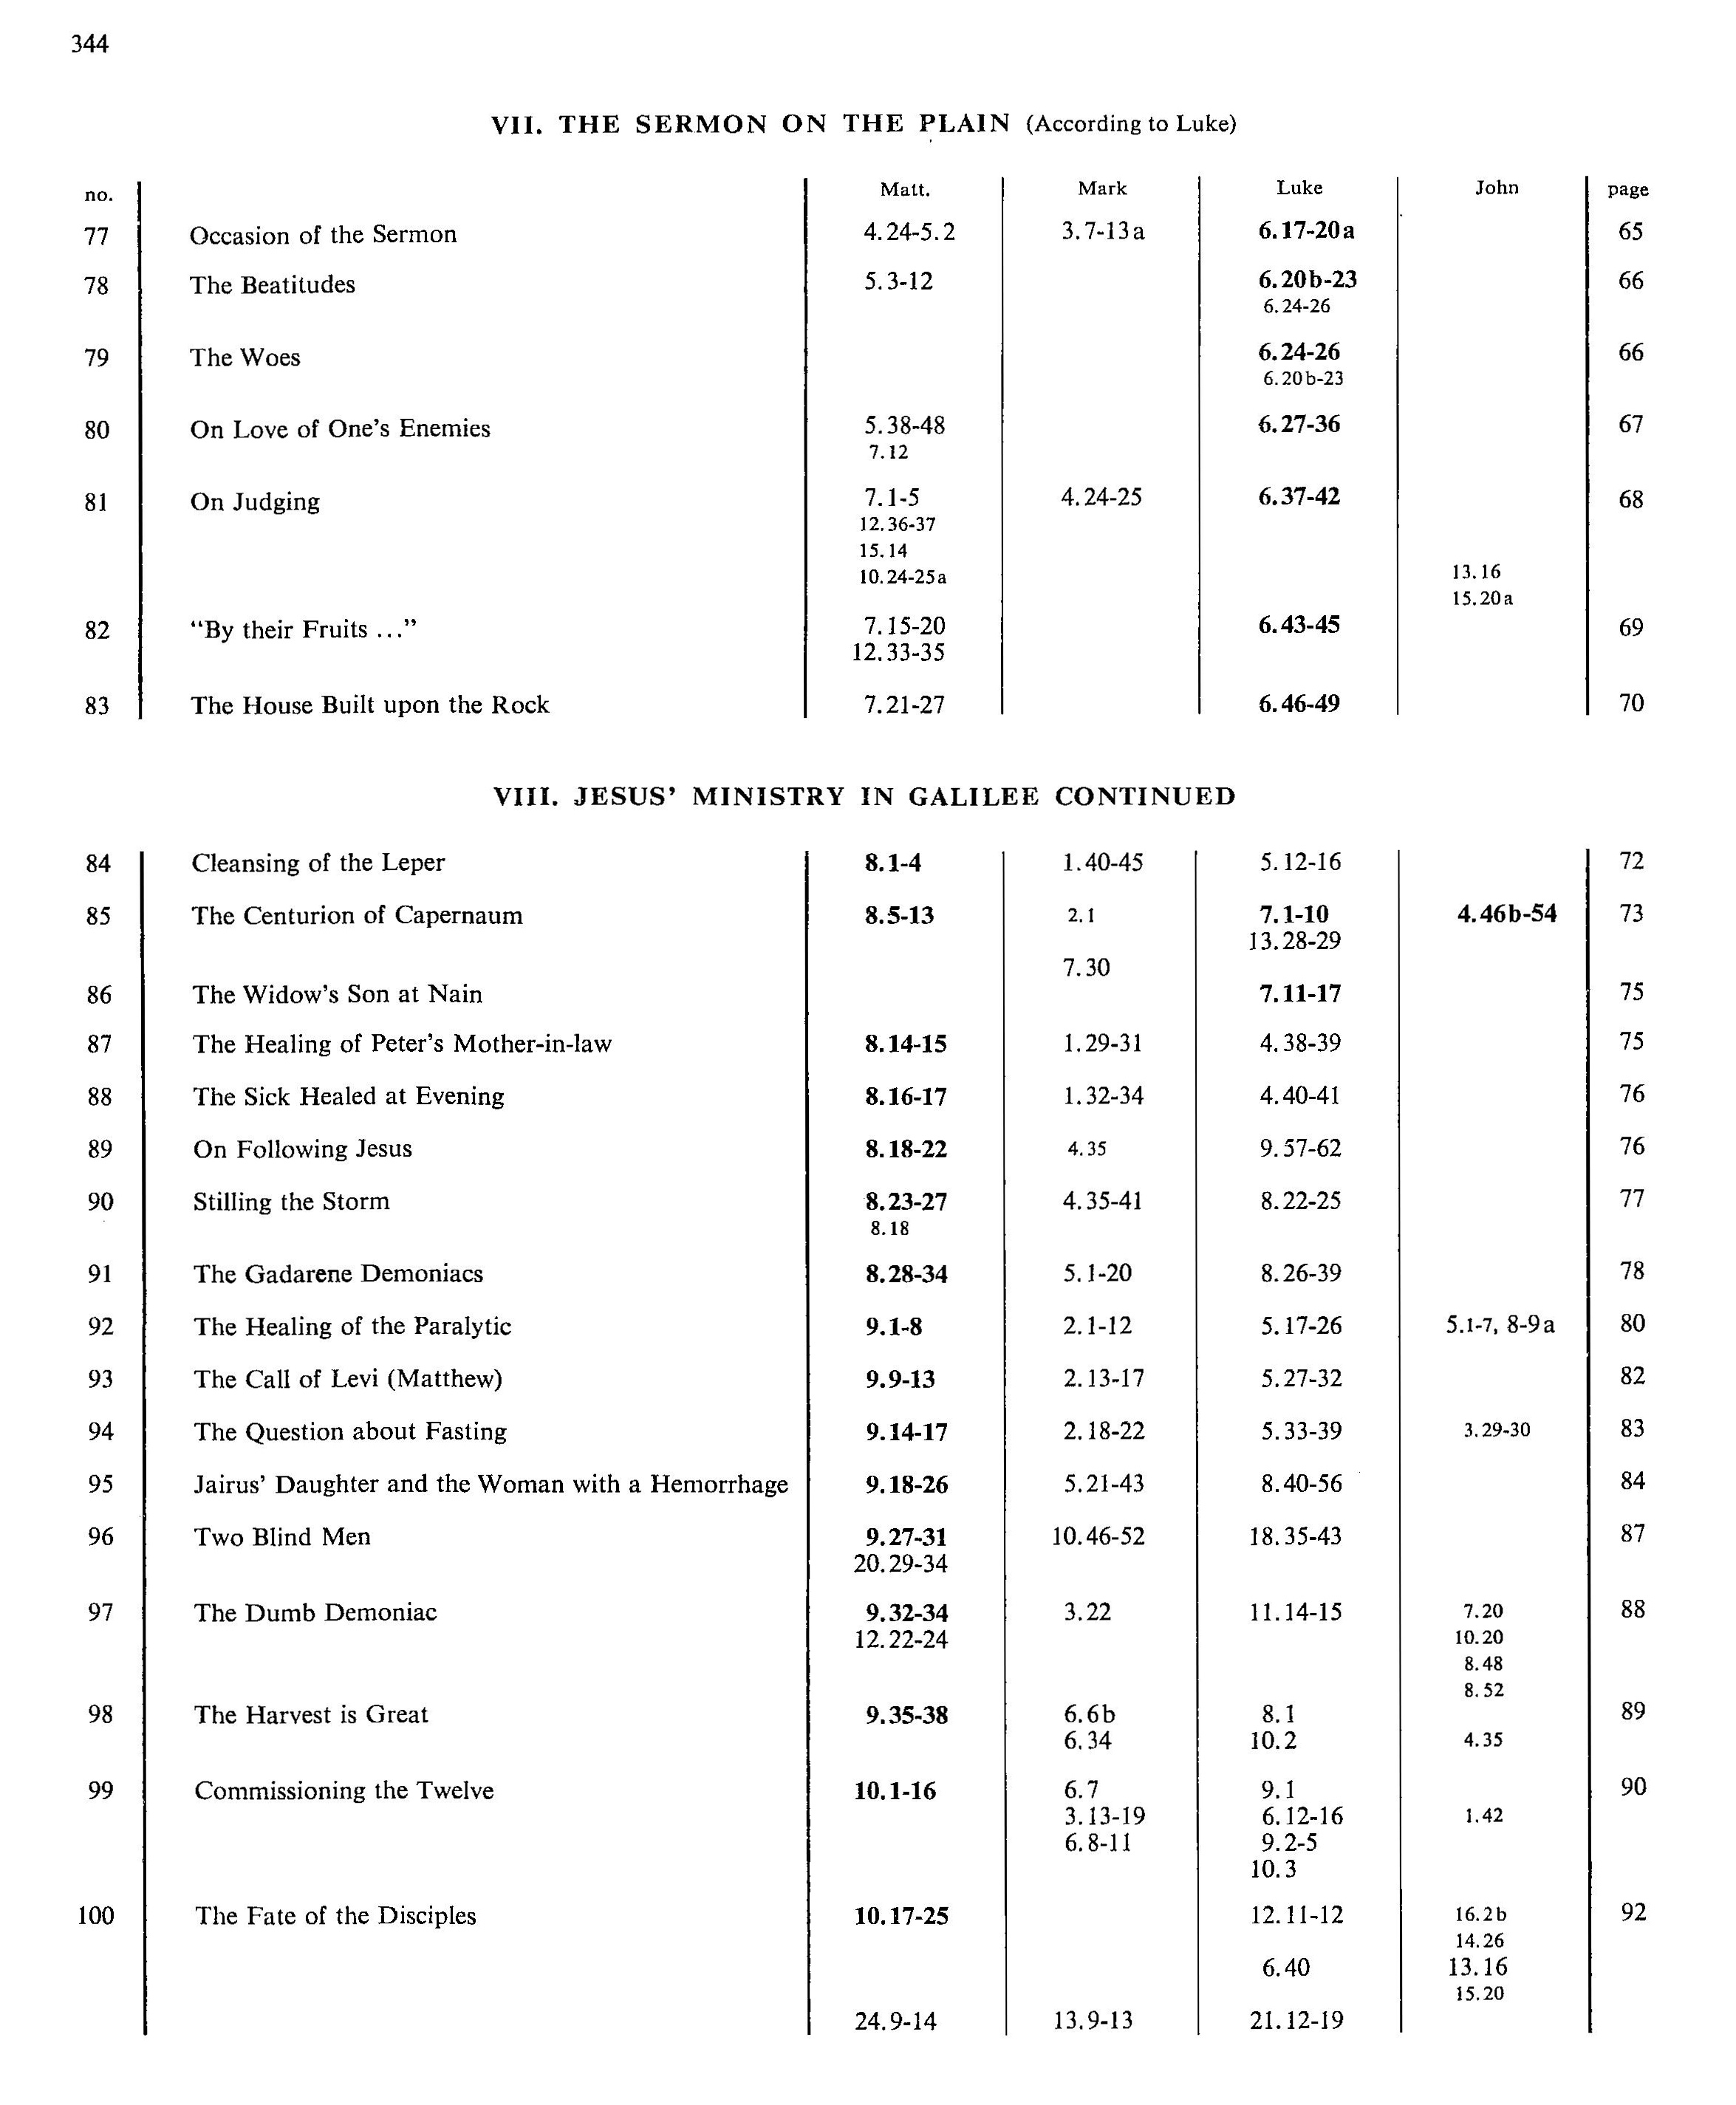 344
VII. THE SERMON ON THE PLAIN (According to Luke)
no. Matt. Mark Luke John page
77 Occasion of the Sermon 4.24-5.2 3.7-13a 6.17-20a 65
78 The Beatitudes 5.3-12 6.20b-23 66
6.24-26
79 The Woes 6.24-26 66
6.20b-23
80 On Love of One's Enemies 5.38-48 6.27-36 67
7.12
81 On Judging 7.1-5 4.24-25 6.37-42 68
12.36-37
15.14
10.24-25a 13.16
15.20a
82 “By their Fruits ...” 7.15-20 6.43-45 69
12.33-35
83 The House Built upon the Rock 7.21-27 6.46-49 70
VIII. JESUS' MINISTRY IN GALILEE CONTINUED
84 Cleansing of the Leper 8.1-4 1.40-45 5.12-16 72
85 The Centurion of Capernaum 8.5-13 2.1 7.1-10 4.46b-54 73
13.28-29
7.30
86 The Widow's Son at Nain 7.11-17 75
87 The Healing of Peter's Mother-in-law 8.14-15 1.29-31 4.38-39 75
88 The Sick Healed at Evening 8.16-17 1.32-34 4.40-41 76
89 On Following Jesus 8.18-22 4.35 9.57-62 76
90 Stilling the Storm 8.23-27 4.35-41 8.22-25 77
8.18
91 The Gadarene Demoniacs 8.28-34 5.1-20 8.26-39 78
92 The Healing of the Paralytic 9.1-8 2.1-12 5.17-26 5.1-7, 8-9a 80
93 The Call of Levi (Matthew) 9.9-13 2.13-17 5.27-32 82
94 The Question about Fasting 9.14-17 2.18-22 5.33-39 3.29-30 83
95 Jairus' Daughter and the Woman with a Hemorrhage 9.18-26 5.21-43 8.40-56 84
96 Two Blind Men 9.27-31 10.46-52 18.35-43 87
20.29-34
97 The Dumb Demoniac 9.32-34 3.22 11.14-15 7.20 88
12.22-24 10.20
8.48
8.52
98 The Harvest is Great 9.35-38 6.6b 8.1 89
6.34 10.2 4.35
99 Commissioning the Twelve 10.1-16 6.7 9.1 90
3.13-19 6.12-16 1.42
6.8-11 9.2-5
10.3
100 The Fate of the Disciples 10.17-25 12.11-12 16.2b 92
14.26
6.40 13.16
15.20
24.9-14 13.9-13 21.12-19